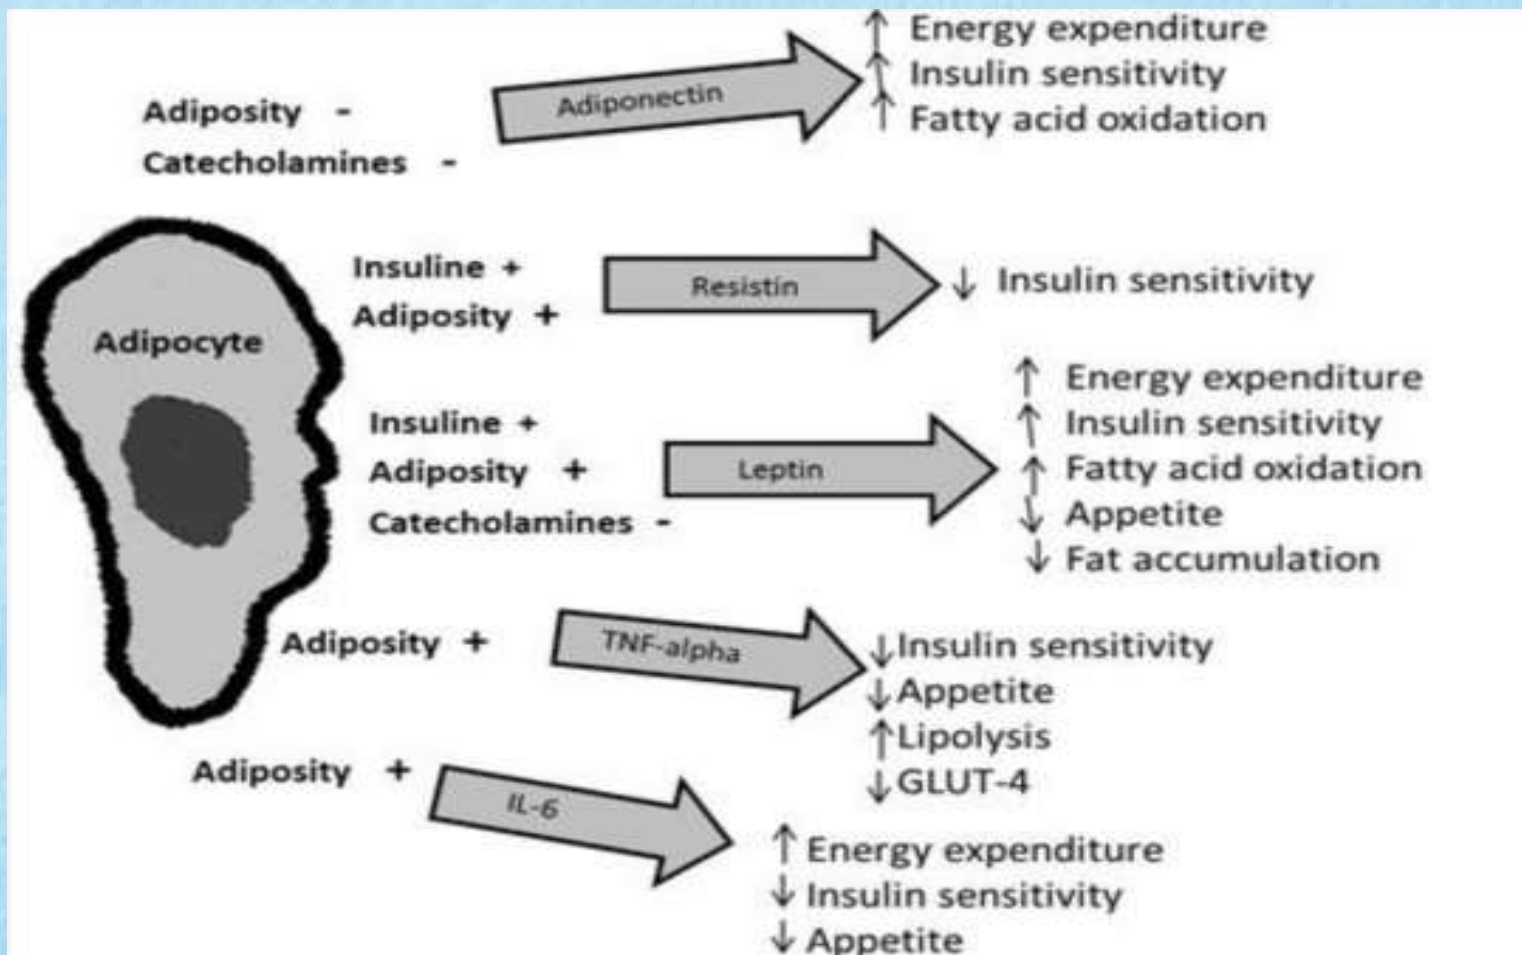 Adiposity -
Catecholamines -
Adiponectin
↑ Energy expenditure
↑ Insulin sensitivity
↑ Fatty acid oxidation
Adipocyte
Insuline +
Adiposity +
Resistin
↓ Insulin sensitivity
Insuline +
Adiposity +
Catecholamines -
Leptin
↑ Energy expenditure
↑ Insulin sensitivity
↑ Fatty acid oxidation
↓ Appetite
↓ Fat accumulation
Adiposity +
TNF-alpha
↓ Insulin sensitivity
↓ Appetite
↑ Lipolysis
↓ GLUT-4
Adiposity +
IL-6
↑ Energy expenditure
↓ Insulin sensitivity
↓ Appetite